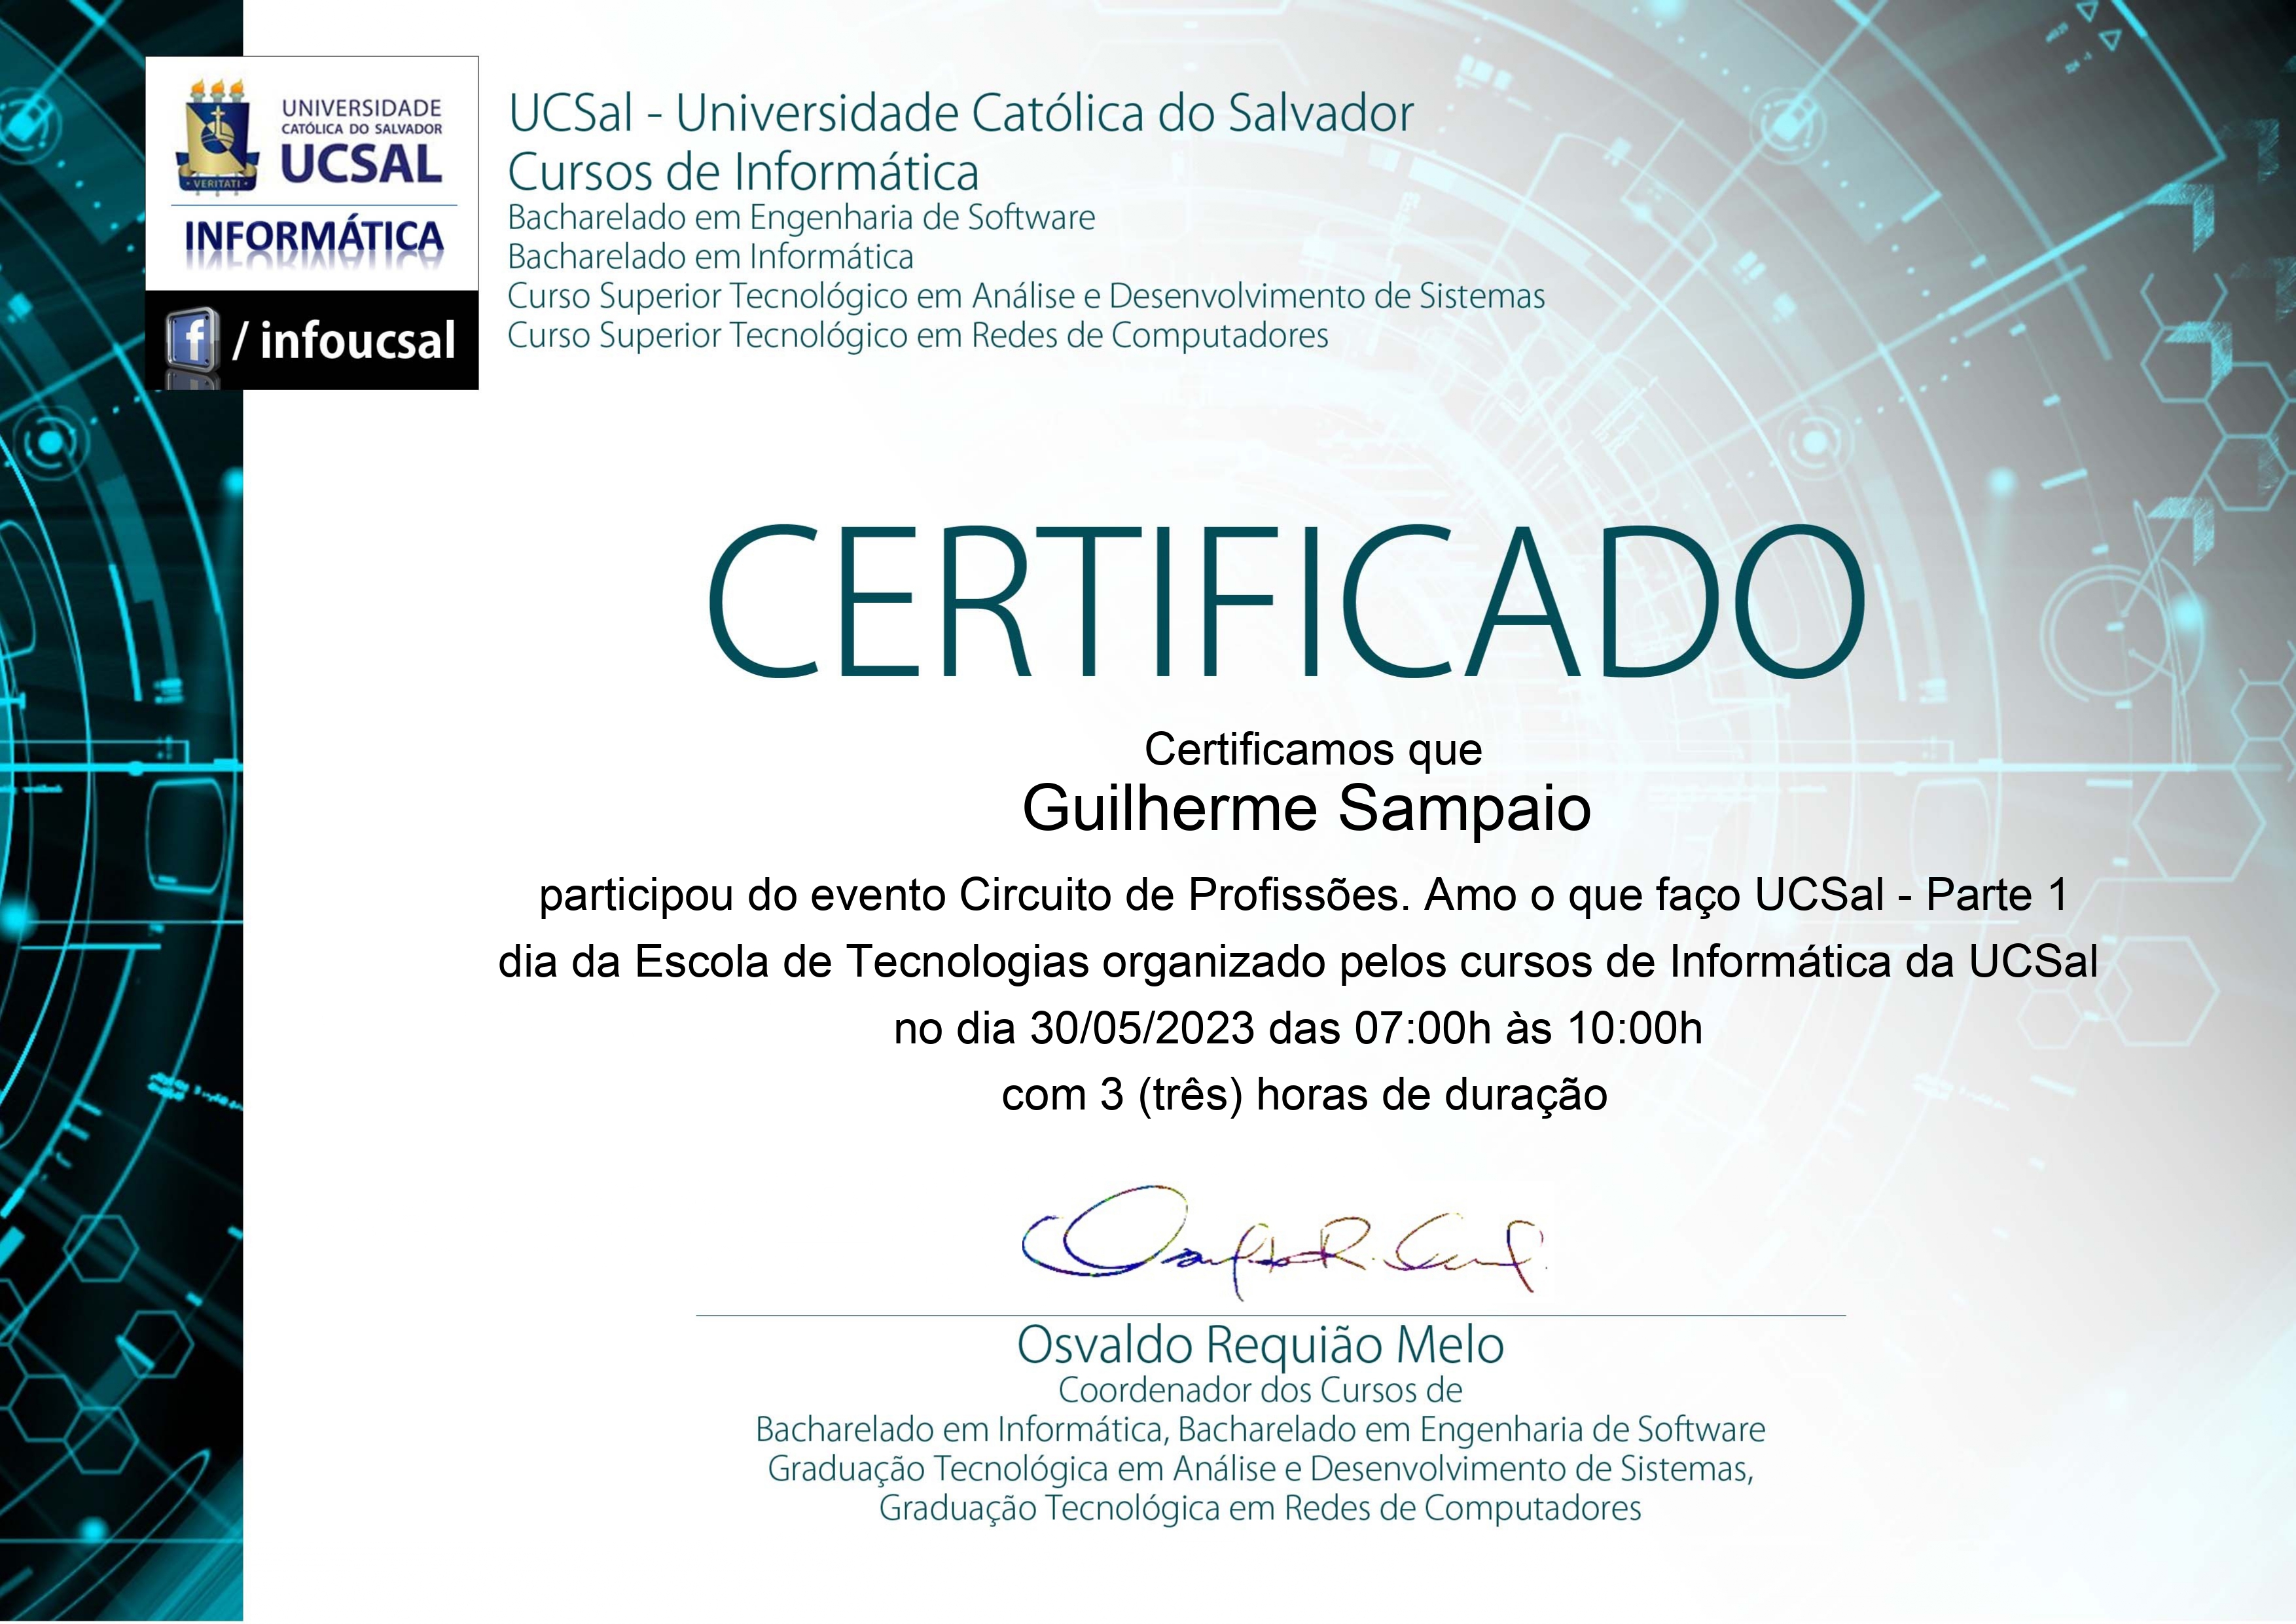 UNIVERSIDADE
CATÓLICA DO SALVADOR
UCSAL
VERITATI
INFORMÁTICA
f / infoucsal
UCSal - Universidade Católica do Salvador
Cursos de Informática
Bacharelado em Engenharia de Software
Bacharelado em Informática
Curso Superior Tecnológico em Análise e Desenvolvimento de Sistemas
Curso Superior Tecnológico em Redes de Computadores
CERTIFICADO
Certificamos que
Guilherme Sampaio
participou do evento Circuito de Profissões. Amo o que faço UCSal - Parte 1
dia da Escola de Tecnologias organizado pelos cursos de Informática da UCSal
no dia 30/05/2023 das 07:00h às 10:00h
com 3 (três) horas de duração
Osvaldo Requião Melo
Coordenador dos Cursos de
Bacharelado em Informática, Bacharelado em Engenharia de Software
Graduação Tecnológica em Análise e Desenvolvimento de Sistemas,
Graduação Tecnológica em Redes de Computadores